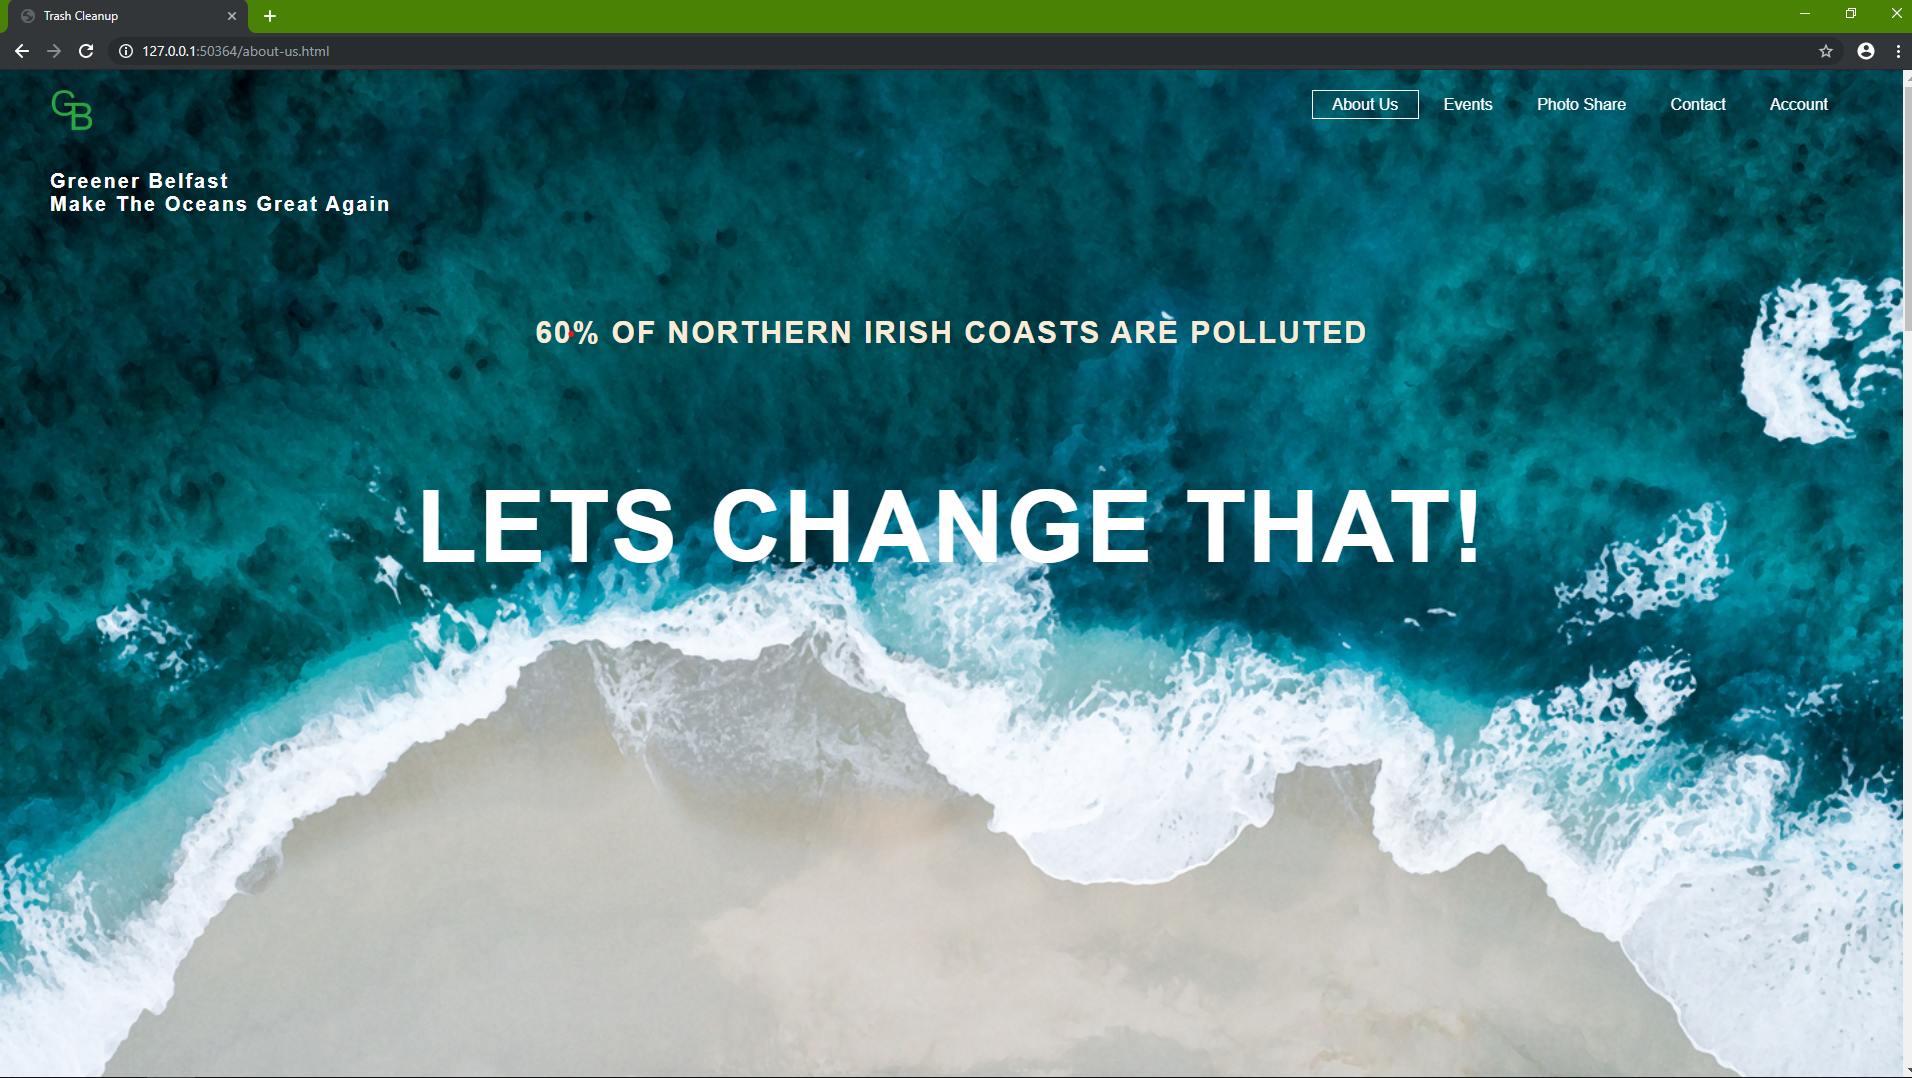 Trash Cleanup
127.0.0.1:50364/about-us.html
GB
About Us
Events
Photo Share
Contact
Account
Greener Belfast
Make The Oceans Great Again
60% OF NORTHERN IRISH COASTS ARE POLLUTED
LETS CHANGE THAT!